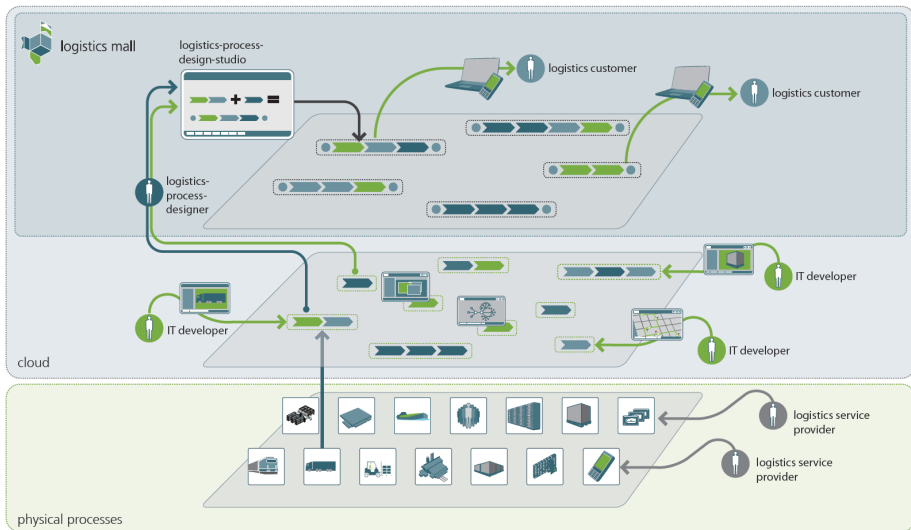 logistics mall
logistics-process-
design-studio
logistics customer
logistics customer
logistics-
process-
designer
IT developer
IT developer
IT developer
cloud
logistics service
provider
logistics service
provider
physical processes